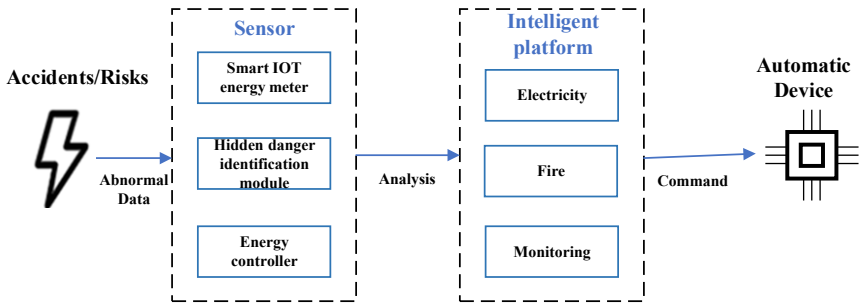 Accidents/Risks
Abnormal
Data
Sensor
Smart IOT
energy meter
Hidden danger
identification
module
Energy
controller
Analysis
Intelligent
platform
Electricity
Fire
Monitoring
Command
Automatic
Device